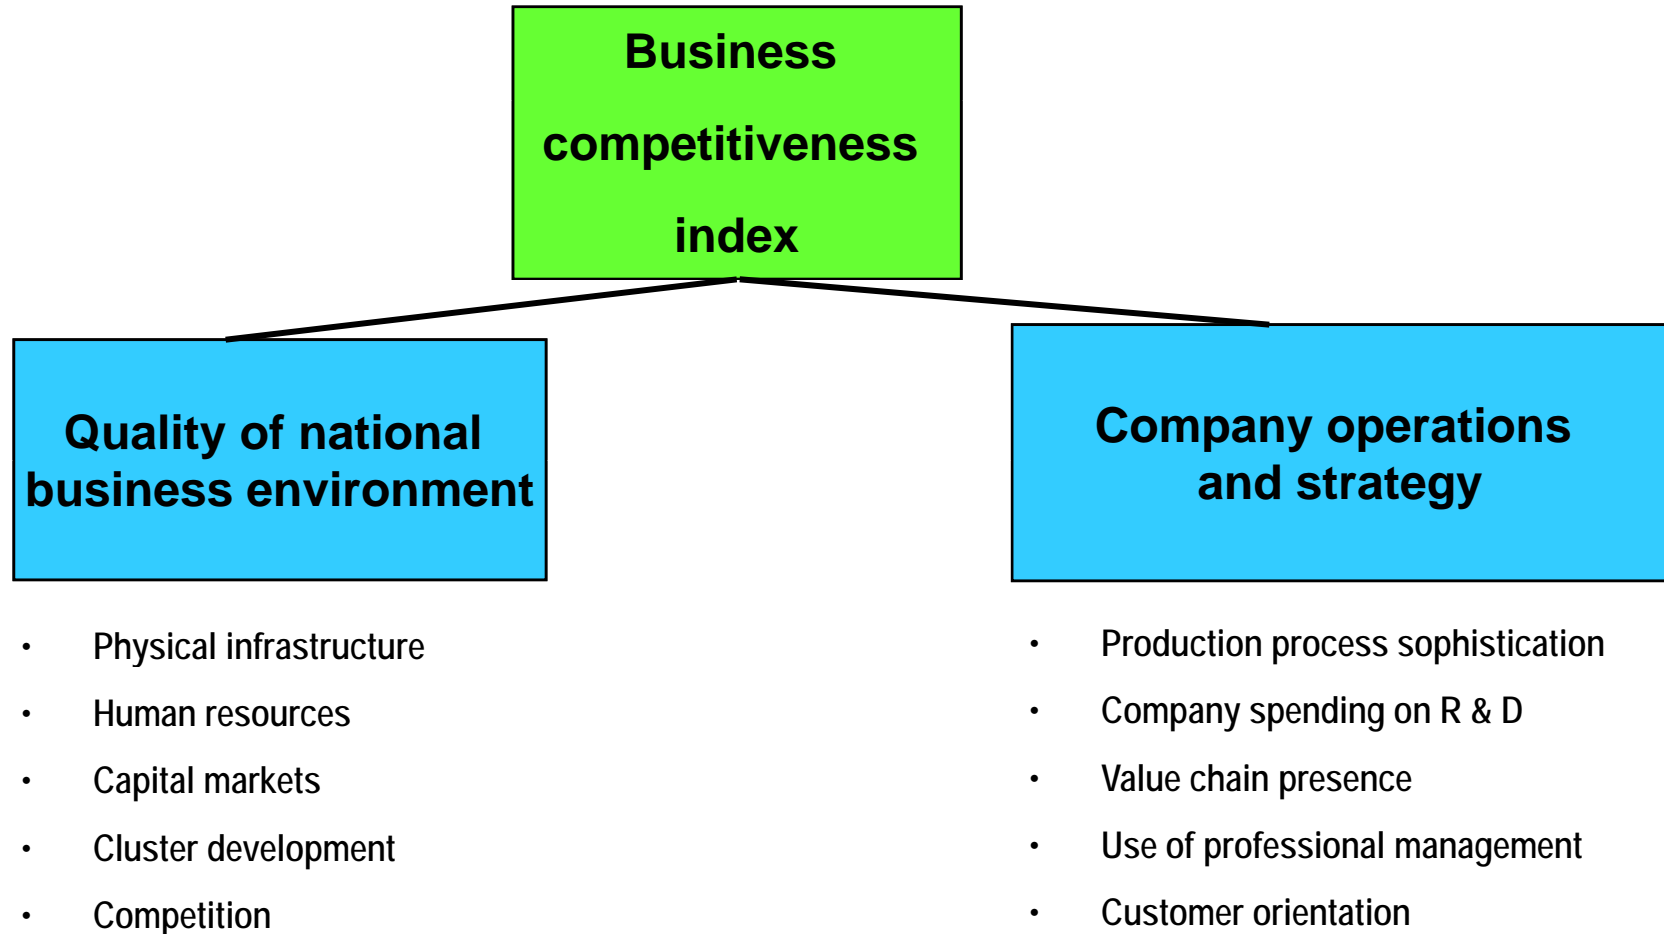 Business
competitiveness
index
Quality of national
business environment
Company operations
and strategy
• Physical infrastructure
• Human resources
• Capital markets
• Cluster development
• Competition
• Production process sophistication
• Company spending on R & D
• Value chain presence
• Use of professional management
• Customer orientation